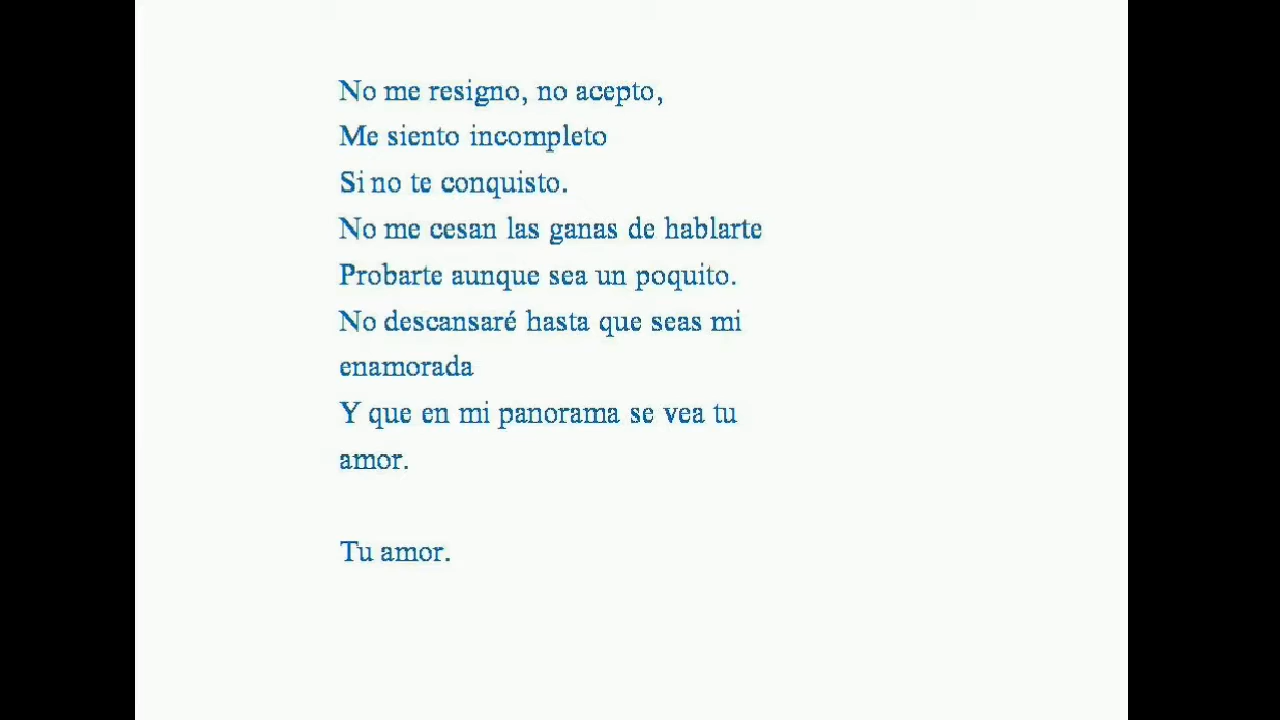 No me resigno, no acepto,
Me siento incompleto
Si no te conquisto.
No me cesan las ganas de hablarte
Probarte aunque sea un poquito.
No descansaré hasta que seas mi
enamorada
Y que en mi panorama se vea tu
amor.
Tu amor.